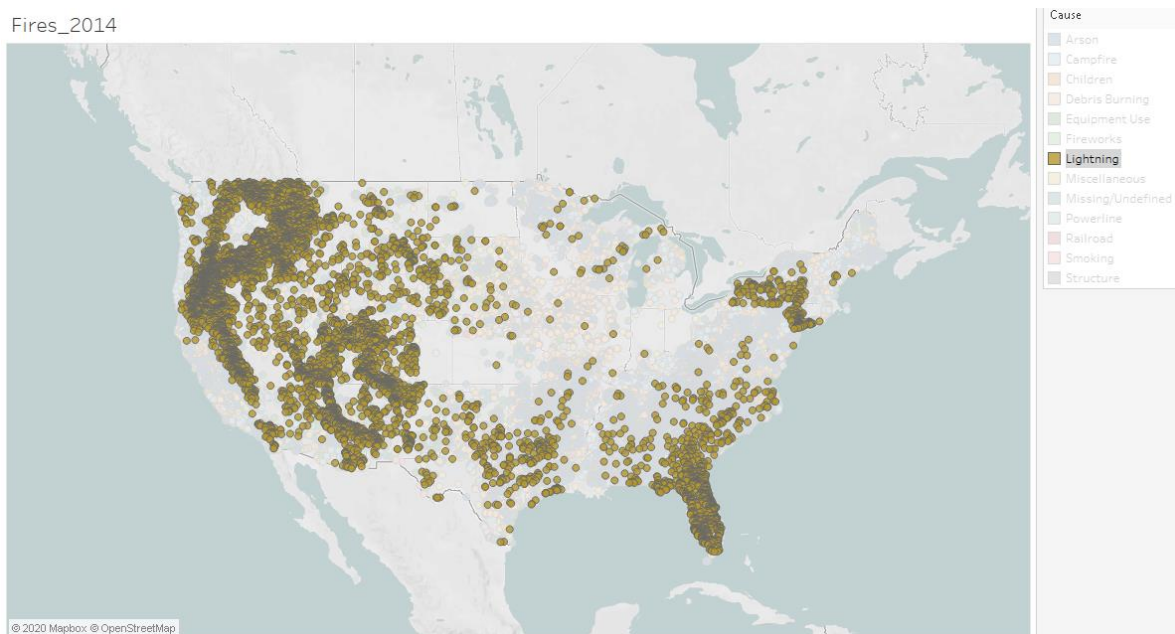 Fires_2014
Cause
Arson
Campfire
Children
Debris Burning
Equipment Use
Fireworks
Lightning
Miscellaneous
Missing/Undefined
Powerline
Railroad
Smoking
Structure
© 2020 Mapbox © OpenStreetMap